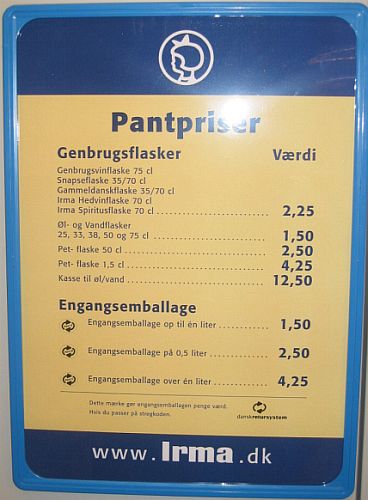 Pantpriser
Genbrugsflasker Værdi
Genbrugsvinflaske 75 cl
Snapseflaske 35/70 cl
Gammeldanskflaske 35/70 cl
Irma Hedvinflaske 70 cl
Irma Spiritusflaske 70 cl ........................ 2,25
Øl- og Vandflasker
25, 33, 38, 50 og 75 cl ........................ 1,50
Pet- flaske 50 cl ........................ 2,50
Pet- flaske 1,5 cl ........................ 4,25
Kasse til øl/vand ........................ 12,50
Engangsemballage
Engangsemballage op til én liter ............ 1,50
Engangsemballage på 0,5 liter ............ 2,50
Engangsemballage over én liter ............ 4,25
Dette mærke gør engangsemballagen penge værd.
Hvis du passer på stregkoden.
danskretursystem
www.Irma.dk